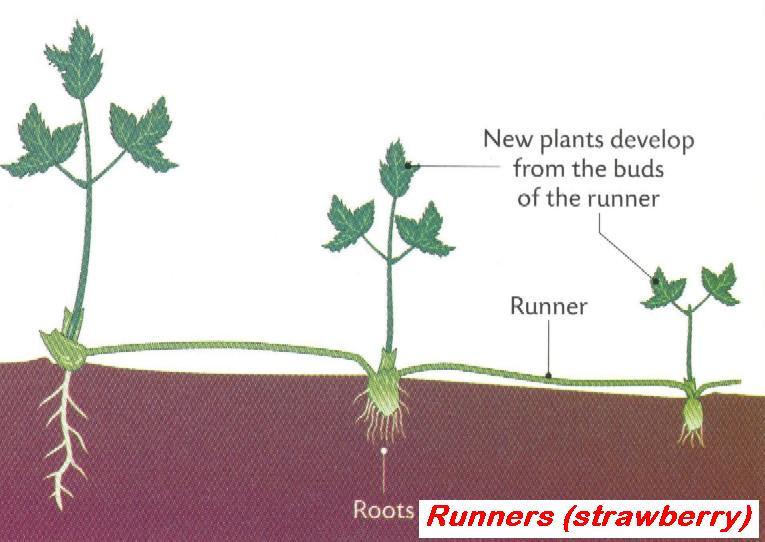 New plants develop
from the buds
of the runner
Runner
Roots
Runners (strawberry)